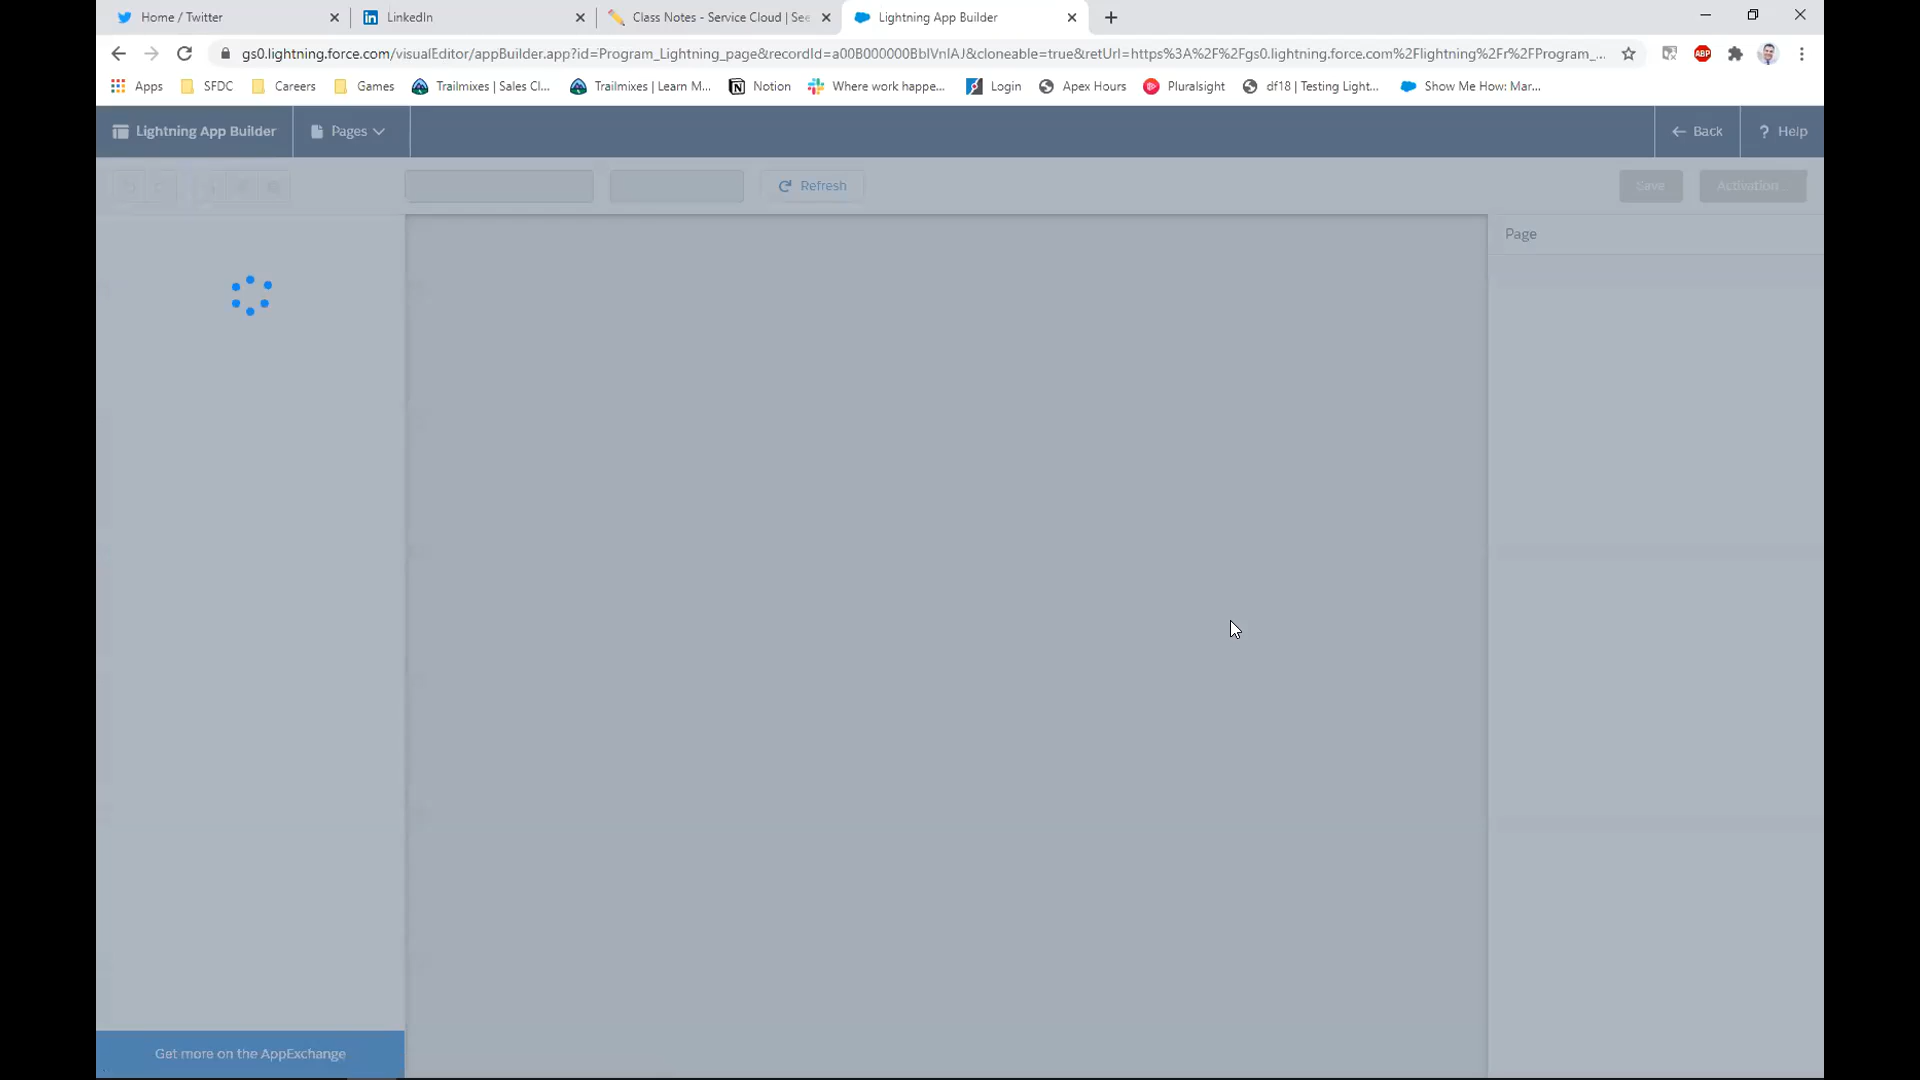 Home / Twitter
LinkedIn
Class Notes - Service Cloud | See
Lightning App Builder
gs0.lightning.force.com/visualEditor/appBuilder.app?id=Program_Lightning_page&recordId=a00B000000BblVnIAJ&cloneable=true&retUrl=https%3A%2F%2Fgs0.lightning.force.com%2Flightning%2Fr%2FProgram_...
ABP
Apps
SFDC
Careers
Games
Trailmixes | Sales Cl...
Trailmixes | Learn M...
Notion
Where work happe...
Login
Apex Hours
Pluralsight
df18 | Testing Light...
Show Me How: Mar...
Lightning App Builder
Pages
Back
? Help
Refresh
Save
Activation...
Page
Get more on the AppExchange